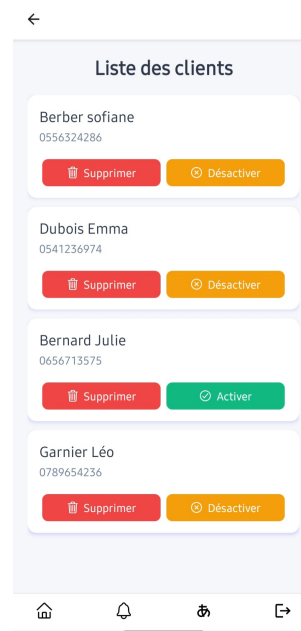 Liste des clients
Berber sofiane
0556324286
Supprimer Désactiver
Dubois Emma
0541236974
Supprimer Désactiver
Bernard Julie
0656713575
Supprimer Activer
Garnier Léo
0789654236
Supprimer Désactiver
あ